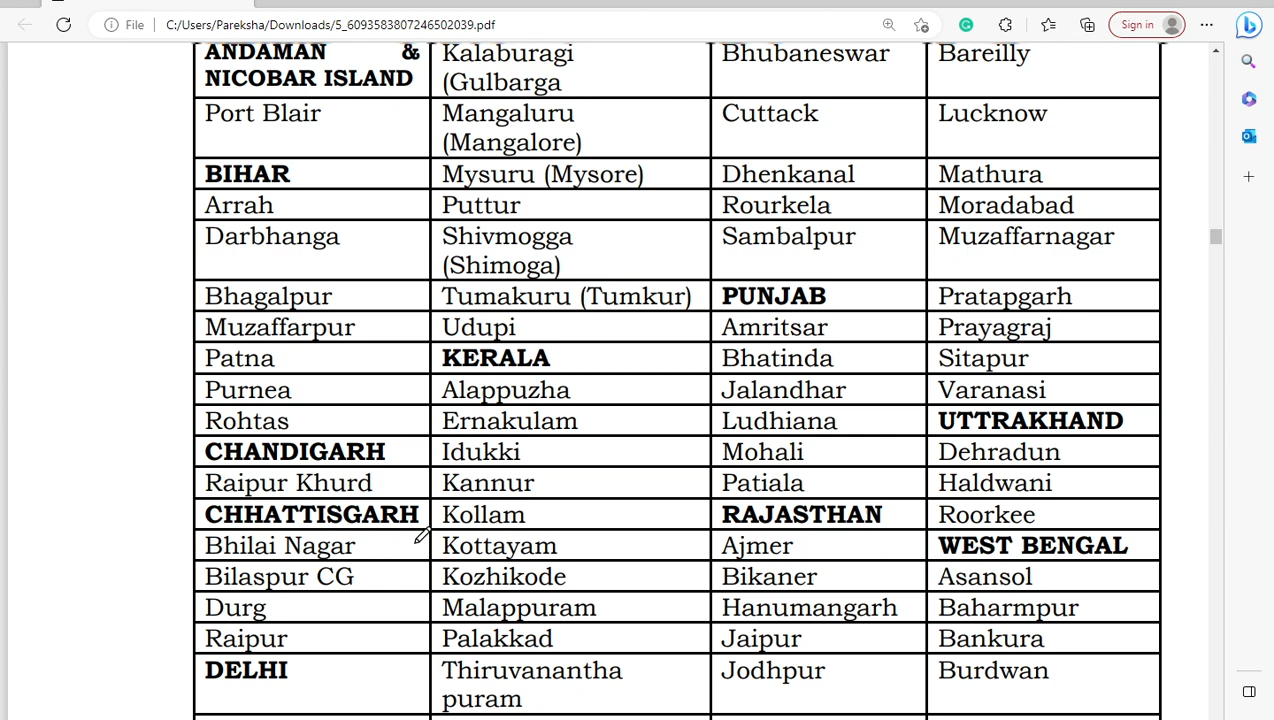 File
C:/Users/Pareksha/Downloads/5_6093583807246502039.pdf
Sign in
ANDAMAN &
NICOBAR ISLAND
Kalaburagi
(Gulbarga
Bhubaneswar
Bareilly
Port Blair
Mangaluru
(Mangalore)
Cuttack
Lucknow
BIHAR
Mysuru (Mysore)
Dhenkanal
Mathura
Arrah
Puttur
Rourkela
Moradabad
Darbhanga
Shivmogga
(Shimoga)
Sambalpur
Muzaffarnagar
Bhagalpur
Tumakuru (Tumkur)
PUNJAB
Pratapgarh
Muzaffarpur
Udupi
Amritsar
Prayagraj
Patna
KERALA
Bhatinda
Sitapur
Purnea
Alappuzha
Jalandhar
Varanasi
Rohtas
Ernakulam
Ludhiana
UTTRAKHAND
CHANDIGARH
Idukki
Mohali
Dehradun
Raipur Khurd
Kannur
Patiala
Haldwani
CHHATTISGARH
Kollam
RAJASTHAN
Roorkee
Bhilai Nagar
Kottayam
Ajmer
WEST BENGAL
Bilaspur CG
Kozhikode
Bikaner
Asansol
Durg
Malappuram
Hanumangarh
Baharmpur
Raipur
Palakkad
Jaipur
Bankura
DELHI
Thiruvanantha
puram
Jodhpur
Burdwan